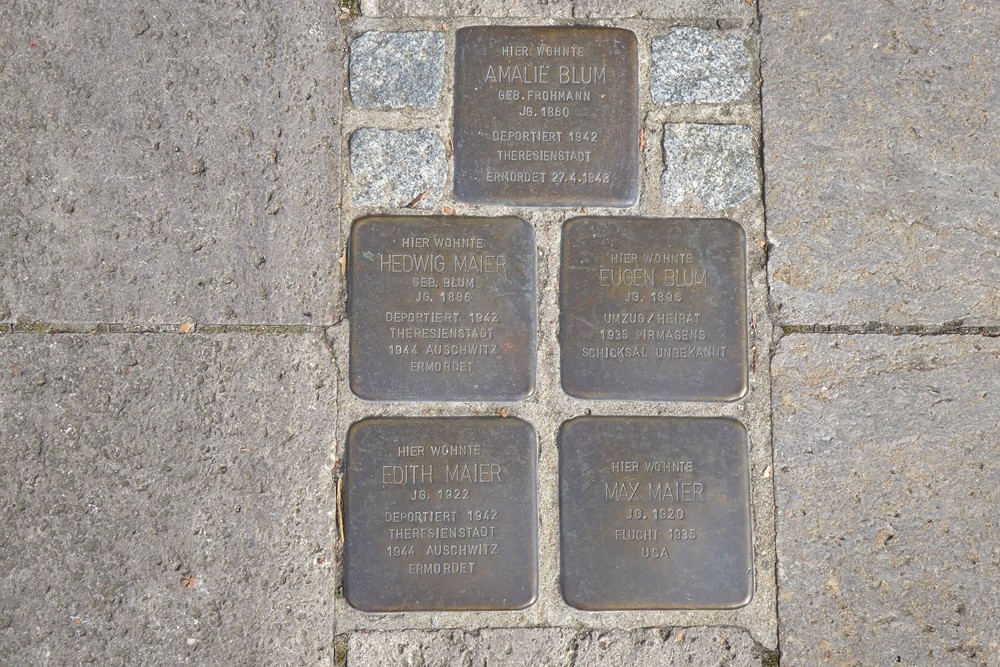 HIER WOHNTE
AMALIE BLUM
GEB. FROHMANN
JG. 1860
DEPORTIERT 1942
THERESIENSTADT
ERMORDET 27.4.1943
HIER WOHNTE
HEDWIG MAIER
GEB. BLUM
JG. 1898
DEPORTIERT 1942
THERESIENSTADT
1944 AUSCHWITZ
ERMORDET
HIER WOHNTE
EUGEN BLUM
JG. 1896
UMZUG/HEIRAT
1935 PIRMASENS
SCHICKSAL UNGEKANNT
HIER WOHNTE
EDITH MAIER
JG. 1922
DEPORTIERT 1942
THERESIENSTADT
1944 AUSCHWITZ
ERMORDET
HIER WOHNTE
MAX MAIER
JG. 1920
FLUCHT 1935
USA